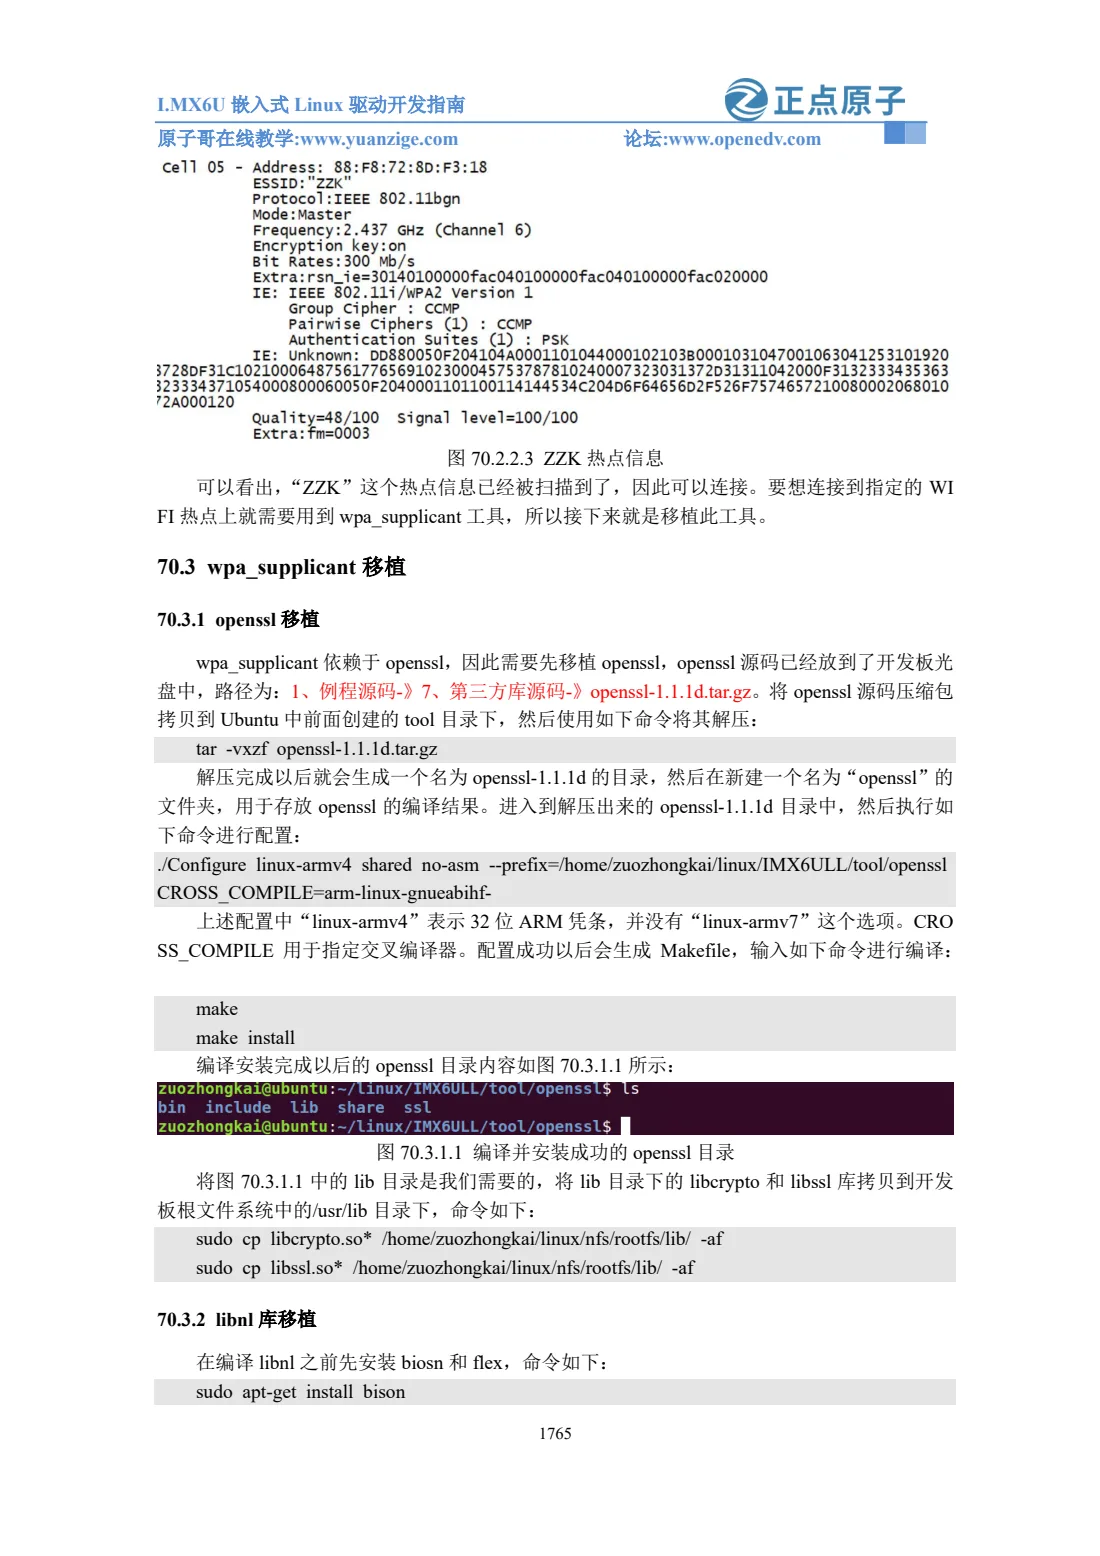 I.MX6U 嵌入式 Linux 驱动开发指南
正点原子
原子哥在线教学:www.yuanzige.com 论坛:www.openedv.com
Cell 05 - Address: 88:F8:72:8D:F3:18
ESSID:"ZZK"
Protocol:IEEE 802.11bgn
Mode:Master
Frequency:2.437 GHz (Channel 6)
Encryption key:on
Bit Rates:300 Mb/s
Extra:rsn_ie=30140100000fac040100000fac040100000fac020000
IE: IEEE 802.11i/WPA2 Version 1
Group Cipher : CCMP
Pairwise Ciphers (1) : CCMP
Authentication Suites (1) : PSK
IE: Unknown: DD880050F204104A0001101044000102103B0001031047001063041253101920
3728DF31C10210006487561776569102300045753787810240007323031372D31311042000F3132333435363
3233343710540008000600 50F20400011011001141445 34C204D6F64656D2F526F7574657210080002068010
72A000120
Quality=48/100 Signal level=100/100
Extra:fm=0003
图 70.2.2.3 ZZK 热点信息
可以看出，“ZZK”这个热点信息已经被扫描到了，因此可以连接。要想连接到指定的 WI
FI 热点上就需要用到 wpa_supplicant 工具，所以接下来就是移植此工具。
70.3 wpa_supplicant 移植
70.3.1 openssl 移植
wpa_supplicant 依赖于 openssl，因此需要先移植 openssl，openssl 源码已经放到了开发板光
盘中，路径为：1、例程源码-》7、第三方库源码-》openssl-1.1.1d.tar.gz。将 openssl 源码压缩包
拷贝到 Ubuntu 中前面创建的 tool 目录下，然后使用如下命令将其解压：
tar -vxzf openssl-1.1.1d.tar.gz
解压完成以后就会生成一个名为 openssl-1.1.1d 的目录，然后在新建一个名为“openssl”的
文件夹，用于存放 openssl 的编译结果。进入到解压出来的 openssl-1.1.1d 目录中，然后执行如
下命令进行配置：
./Configure linux-armv4 shared no-asm --prefix=/home/zuozhongkai/linux/IMX6ULL/tool/openssl
CROSS_COMPILE=arm-linux-gnueabihf-
上述配置中“linux-armv4”表示 32 位 ARM 凭条，并没有“linux-armv7”这个选项。CRO
SS_COMPILE 用于指定交叉编译器。配置成功以后会生成 Makefile，输入如下命令进行编译：
make
make install
编译安装完成以后的 openssl 目录内容如图 70.3.1.1 所示：
zuozhongkai@ubuntu:~/linux/IMX6ULL/tool/openssl$ ls
bin include lib share ssl
zuozhongkai@ubuntu:~/linux/IMX6ULL/tool/openssl$
图 70.3.1.1 编译并安装成功的 openssl 目录
将图 70.3.1.1 中的 lib 目录是我们需要的，将 lib 目录下的 libcrypto 和 libssl 库拷贝到开发
板根文件系统中的/usr/lib 目录下，命令如下：
sudo cp libcrypto.so* /home/zuozhongkai/linux/nfs/rootfs/lib/ -af
sudo cp libssl.so* /home/zuozhongkai/linux/nfs/rootfs/lib/ -af
70.3.2 libnl 库移植
在编译 libnl 之前先安装 biosn 和 flex，命令如下：
sudo apt-get install bison
1765